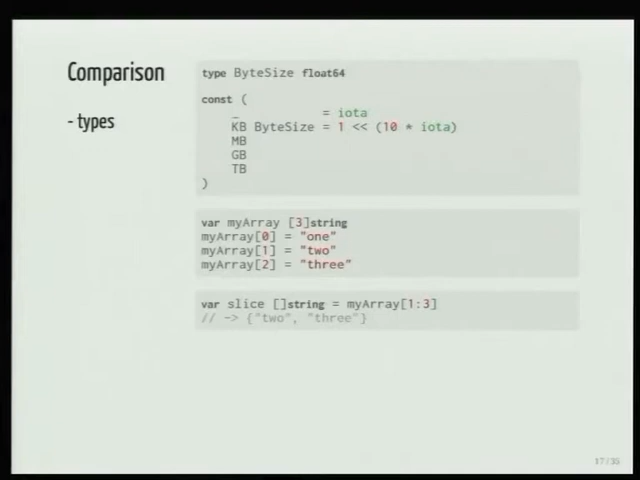 Comparison
- types
type ByteSize float64
const (
_ = iota
KB ByteSize = 1 << (10 * iota)
MB
GB
TB
)
var myArray [3]string
myArray[0] = "one"
myArray[1] = "two"
myArray[2] = "three"
var slice []string = myArray[1:3]
// -> {"two", "three"}
17/35